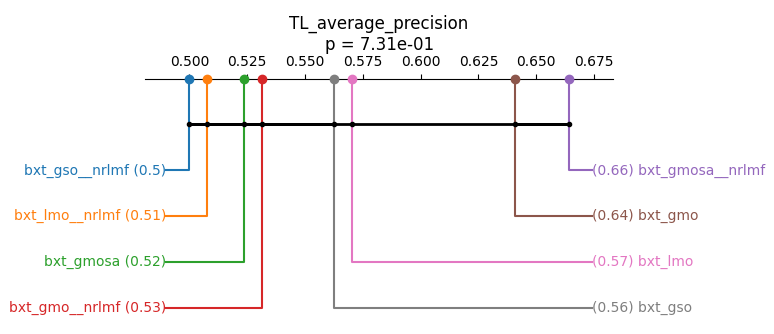 TL_average_precision
p = 7.31e-01
0.500 0.525 0.550 0.575 0.600 0.625 0.650 0.675
bxt_gso__nrlmf (0.5) (0.66) bxt_gmosa__nrlmf
bxt_lmo__nrlmf (0.51) (0.64) bxt_gmo
bxt_gmosa (0.52) (0.57) bxt_lmo
bxt_gmo__nrlmf (0.53) (0.56) bxt_gso